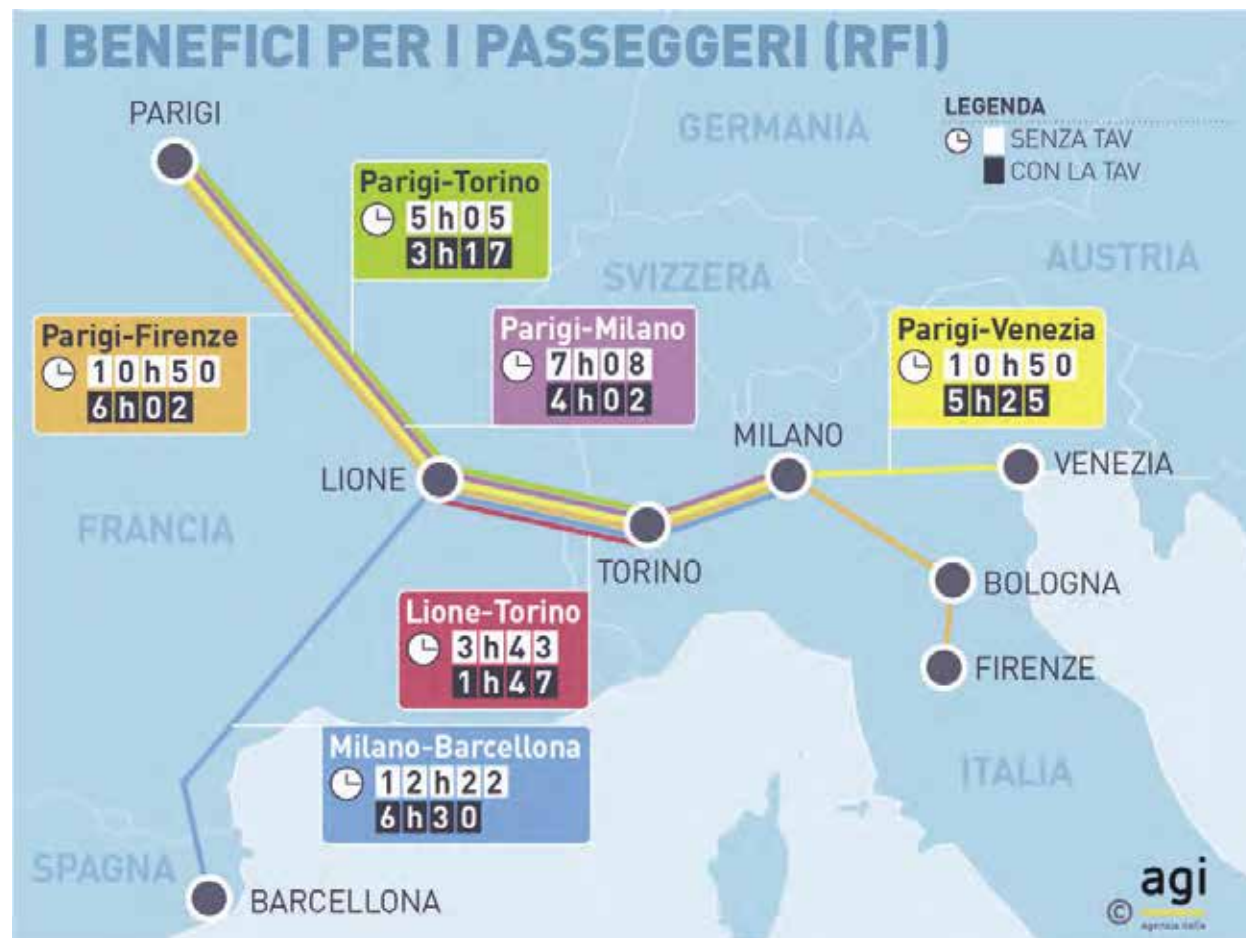 I BENEFICI PER I PASSEGGERI (RFI)
PARIGI
LEGENDA
SENZA TAV
CON LA TAV
GERMANIA
Parigi-Torino
5h05
3h17
SVIZZERA
AUSTRIA
Parigi-Firenze
10h50
6h02
Parigi-Milano
7h08
4h02
Parigi-Venezia
10h50
5h25
MILANO
LIONE
VENEZIA
FRANCIA
TORINO
BOLOGNA
Lione-Torino
3h43
1h47
FIRENZE
Milano-Barcellona
12h22
6h30
ITALIA
SPAGNA
BARCELLONA
© agi
agenzia italia